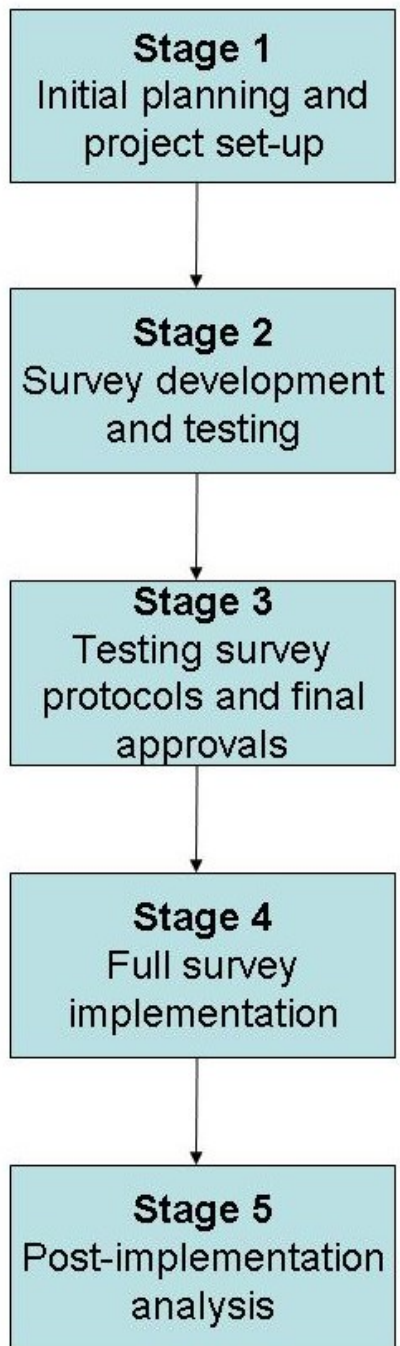 Stage 1
Initial planning and
project set-up
Stage 2
Survey development
and testing
Stage 3
Testing survey
protocols and final
approvals
Stage 4
Full survey
implementation
Stage 5
Post-implementation
analysis